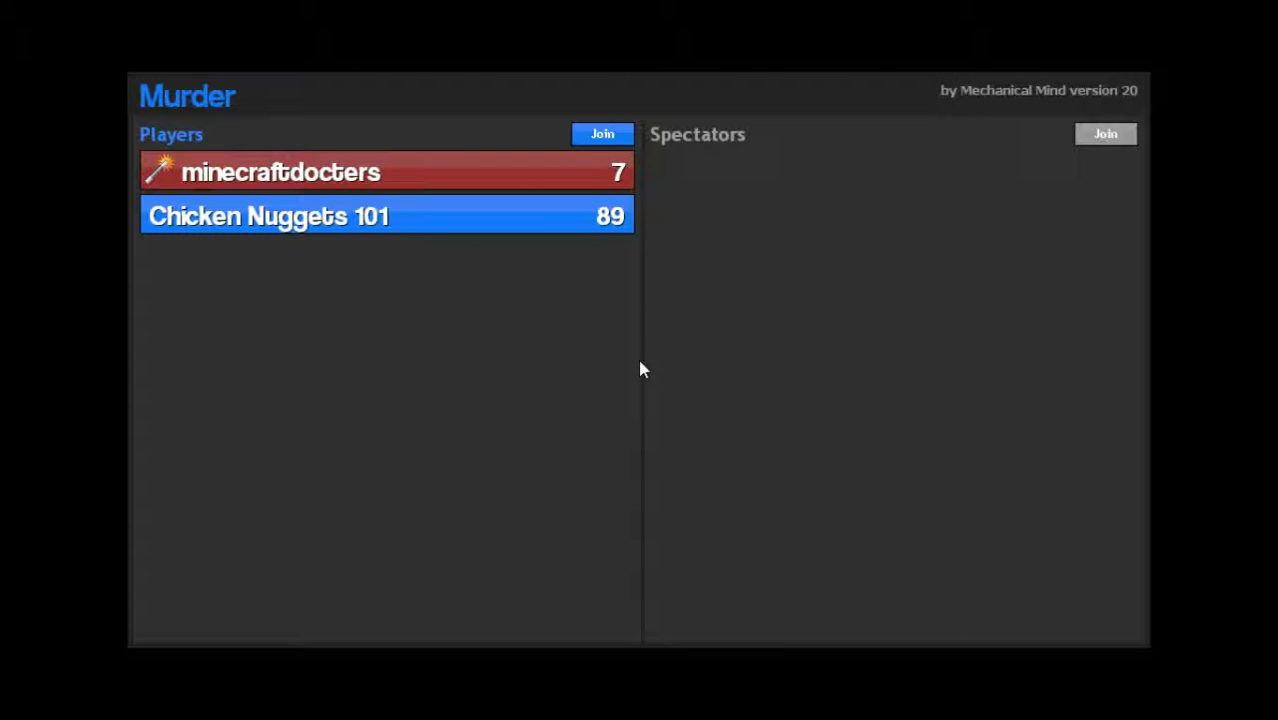 Murder
by Mechanical Mind version 20
Players
Join
minecraftdocters 7
Chicken Nuggets 101 89
Spectators
Join